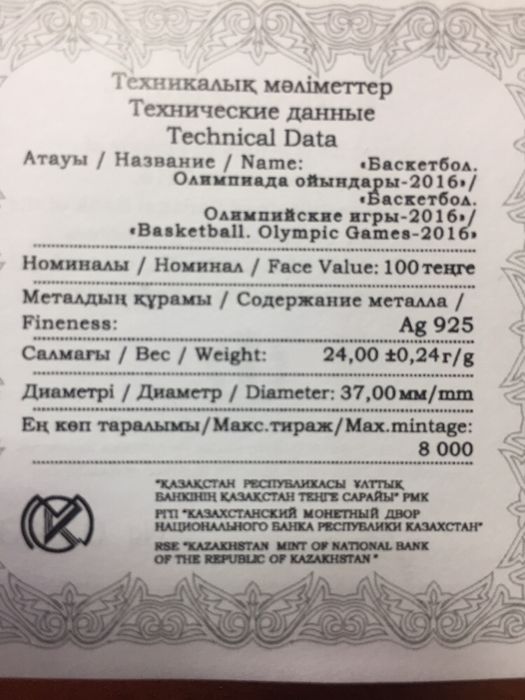 Техникалық мәліметтер
Технические данные
Technical Data
Атауы / Название / Name: «Баскетбол.
Олимпиада ойындары-2016»/
«Баскетбол.
Олимпийские игры-2016»/
«Basketball. Olympic Games-2016»
Номиналы / Номинал / Face Value: 100 теңге
Металдың құрамы / Содержание металла /
Fineness: Ag 925
Салмағы / Вес / Weight: 24,00 ±0,24 г/g
Диаметрі / Диаметр / Diameter: 37,00 мм/mm
Ең көп таралымы/Макс.тираж/Max.mintage:
8 000
"ҚАЗАҚСТАН РЕСПУБЛИКАСЫ ҰЛТТЫҚ
БАНКІНІҢ ҚАЗАҚСТАН ТЕҢГЕ САРАЙЫ" РМК
РГП "КАЗАХСТАНСКИЙ МОНЕТНЫЙ ДВОР
НАЦИОНАЛЬНОГО БАНКА РЕСПУБЛИКИ КАЗАХСТАН"
RSE "KAZAKHSTAN MINT OF NATIONAL BANK
OF THE REPUBLIC OF KAZAKHSTAN"